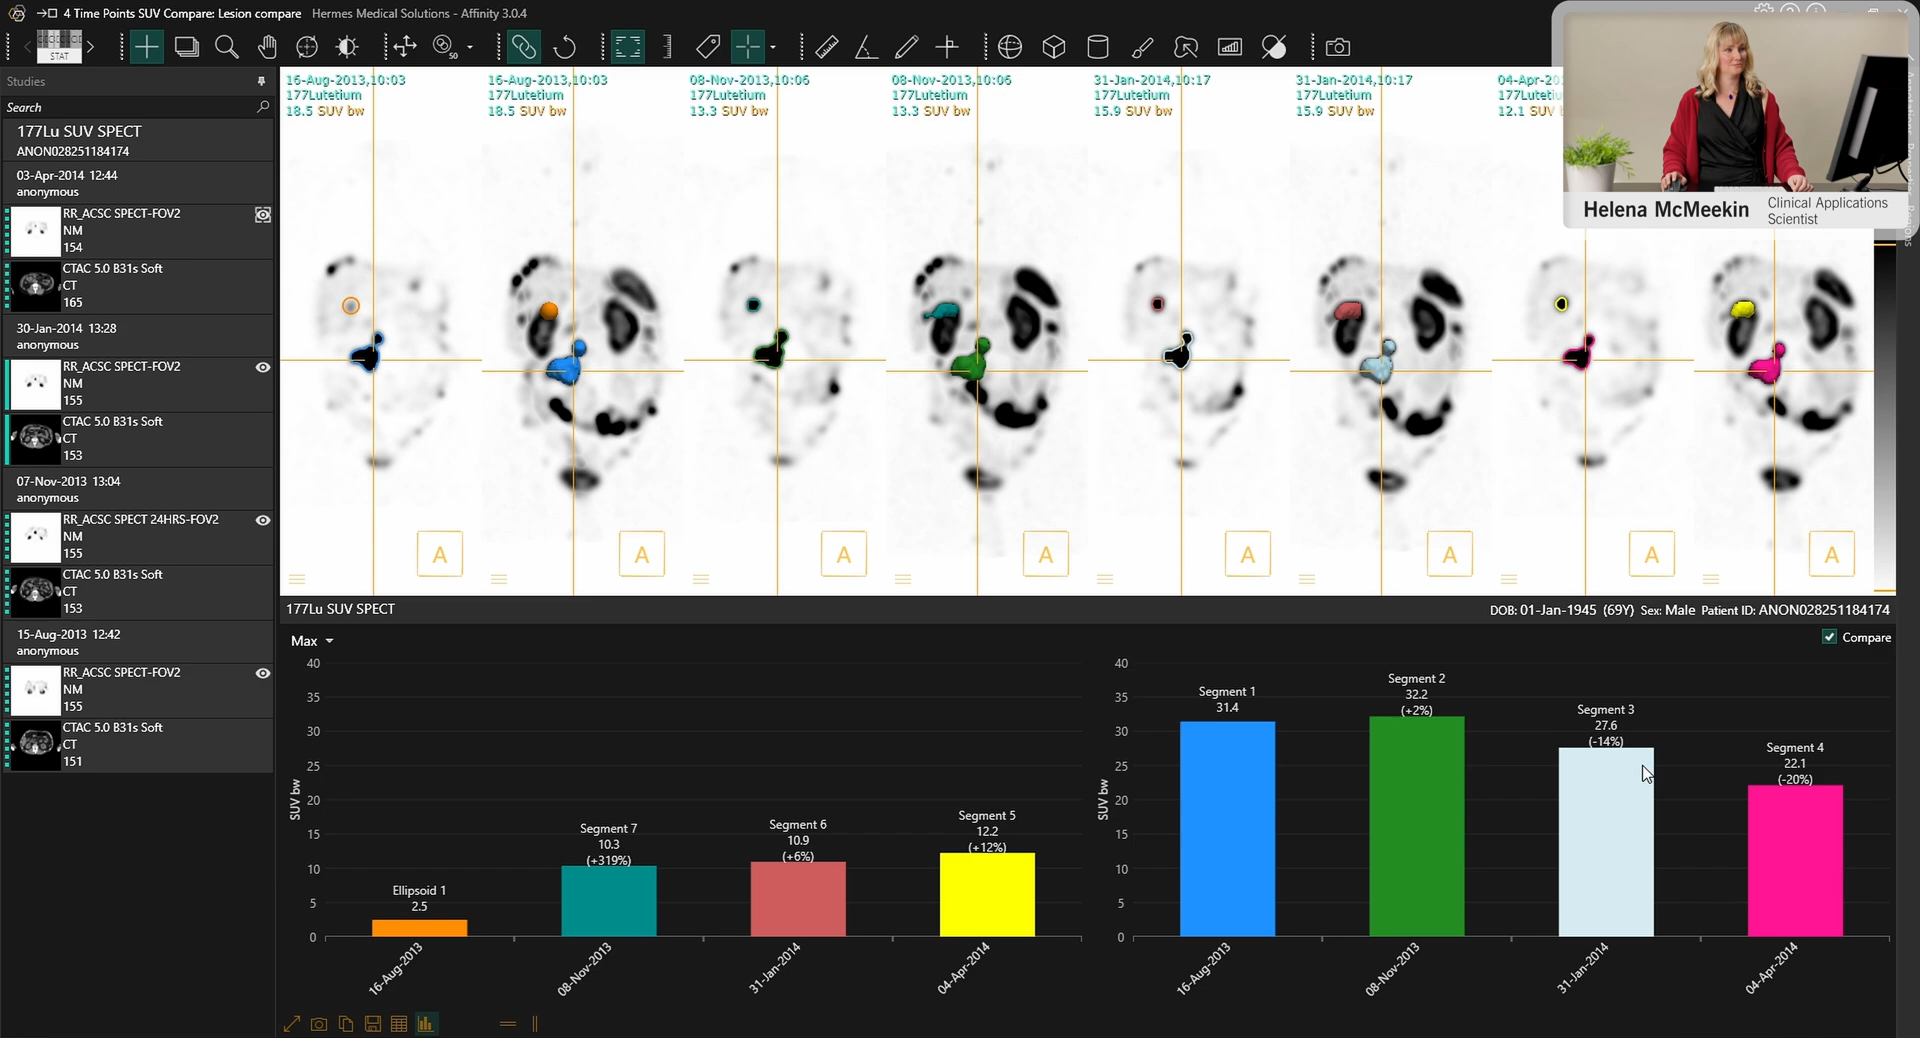 4 Time Points SUV Compare: Lesion compare Hermes Medical Solutions - Affinity 3.0.4
STAT
50
Studies
Search
177Lu SUV SPECT
ANON028251184174
03-Apr-2014 12:44
anonymous
RR_ACSC SPECT-FOV2
NM
154
CTAC 5.0 B31s Soft
CT
165
30-Jan-2014 13:28
anonymous
RR_ACSC SPECT-FOV2
NM
155
CTAC 5.0 B31s Soft
CT
153
07-Nov-2013 13:04
anonymous
RR_ACSC SPECT 24HRS-FOV2
NM
155
CTAC 5.0 B31s Soft
CT
153
15-Aug-2013 12:42
anonymous
RR_ACSC SPECT-FOV2
NM
155
CTAC 5.0 B31s Soft
CT
151
16-Aug-2013,10:03
177Lutetium
18.5 SUV bw
A
16-Aug-2013,10:03
177Lutetium
18.5 SUV bw
A
08-Nov-2013,10:06
177Lutetium
13.3 SUV bw
A
08-Nov-2013,10:06
177Lutetium
13.3 SUV bw
A
31-Jan-2014,10:17
177Lutetium
15.9 SUV bw
A
31-Jan-2014,10:17
177Lutetium
15.9 SUV bw
A
04-Apr-20
177Lutetiu
12.1 SUV b
A
A
Helena McMeekin
Clinical Applications
Scientist
177Lu SUV SPECT
DOB: 01-Jan-1945 (69Y) Sex: Male Patient ID: ANON028251184174
Max
Compare
40
35
30
25
20
15
10
5
0
SUV bw
Ellipsoid 1
2.5
Segment 7
10.3
(+319%)
Segment 6
10.9
(+6%)
Segment 5
12.2
(+12%)
16-Aug-2013
08-Nov-2013
31-Jan-2014
04-Apr-2014
40
35
30
25
20
15
10
5
0
SUV bw
Segment 1
31.4
Segment 2
32.2
(+2%)
Segment 3
27.6
(-14%)
Segment 4
22.1
(-20%)
16-Aug-2013
08-Nov-2013
31-Jan-2014
04-Apr-2014